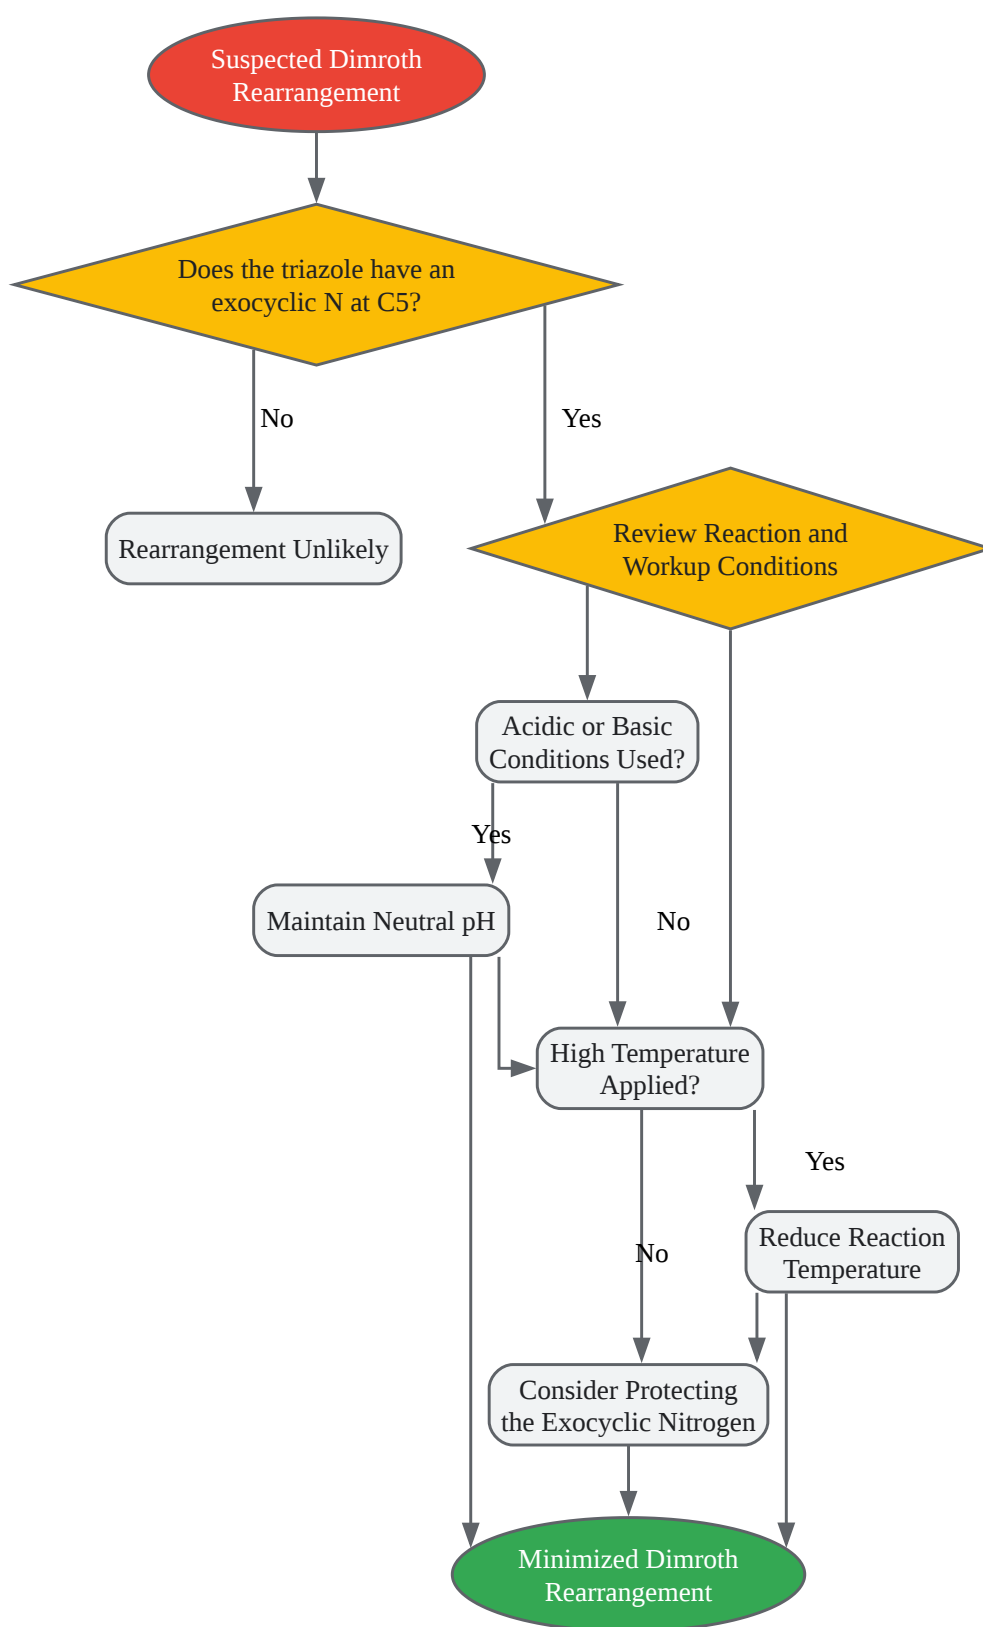 Suspected Dimroth
Rearrangement
Does the triazole have an
exocyclic N at C5?
No
Yes
Rearrangement Unlikely
Review Reaction and
Workup Conditions
Acidic or Basic
Conditions Used?
Yes
Maintain Neutral pH
No
High Temperature
Applied?
Yes
No
Reduce Reaction
Temperature
Consider Protecting
the Exocyclic Nitrogen
Minimized Dimroth
Rearrangement